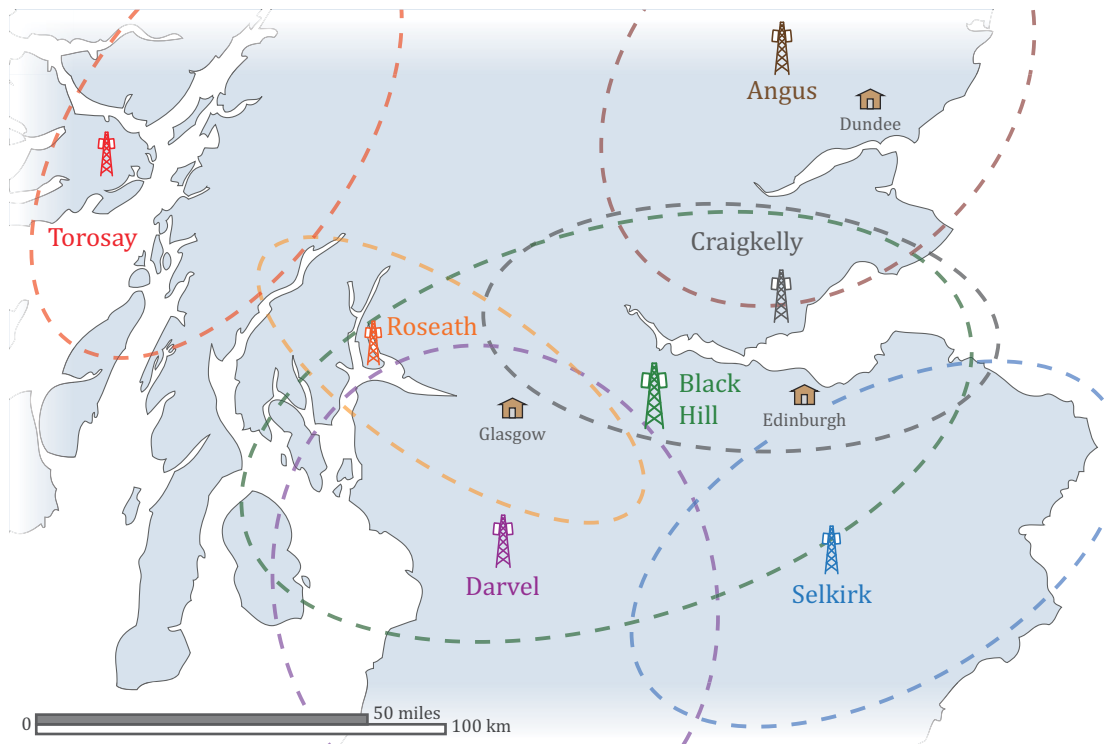 Angus
Dundee
Torosay
Craigkelly
Roseath
Black
Hill
Glasgow
Edinburgh
Darvel
Selkirk
50 miles
0
100 km